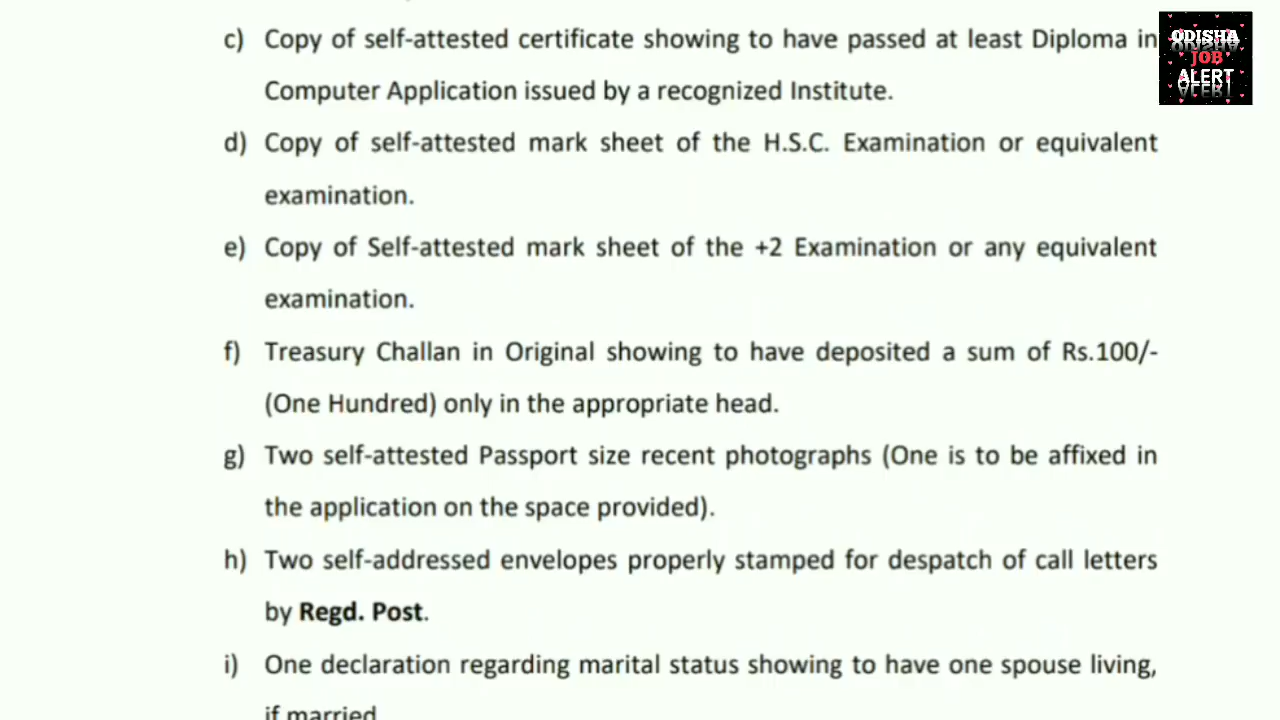 c) Copy of self-attested certificate showing to have passed at least Diploma in
Computer Application issued by a recognized Institute.
d) Copy of self-attested mark sheet of the H.S.C. Examination or equivalent
examination.
e) Copy of Self-attested mark sheet of the +2 Examination or any equivalent
examination.
f) Treasury Challan in Original showing to have deposited a sum of Rs.100/-
(One Hundred) only in the appropriate head.
g) Two self-attested Passport size recent photographs (One is to be affixed in
the application on the space provided).
h) Two self-addressed envelopes properly stamped for despatch of call letters
by Regd. Post.
i) One declaration regarding marital status showing to have one spouse living,
if married
ODISHA
JOB
ALERT